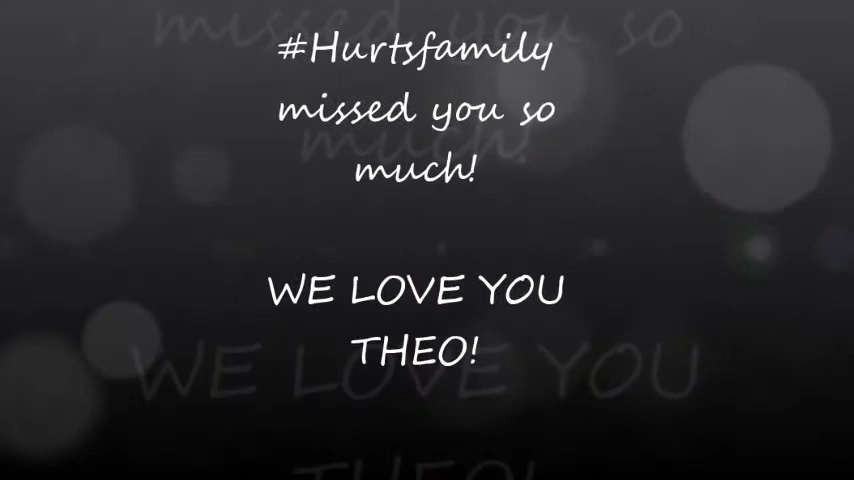 #Hurtsfamily
missed you so
much!
WE LOVE YOU
THEO!